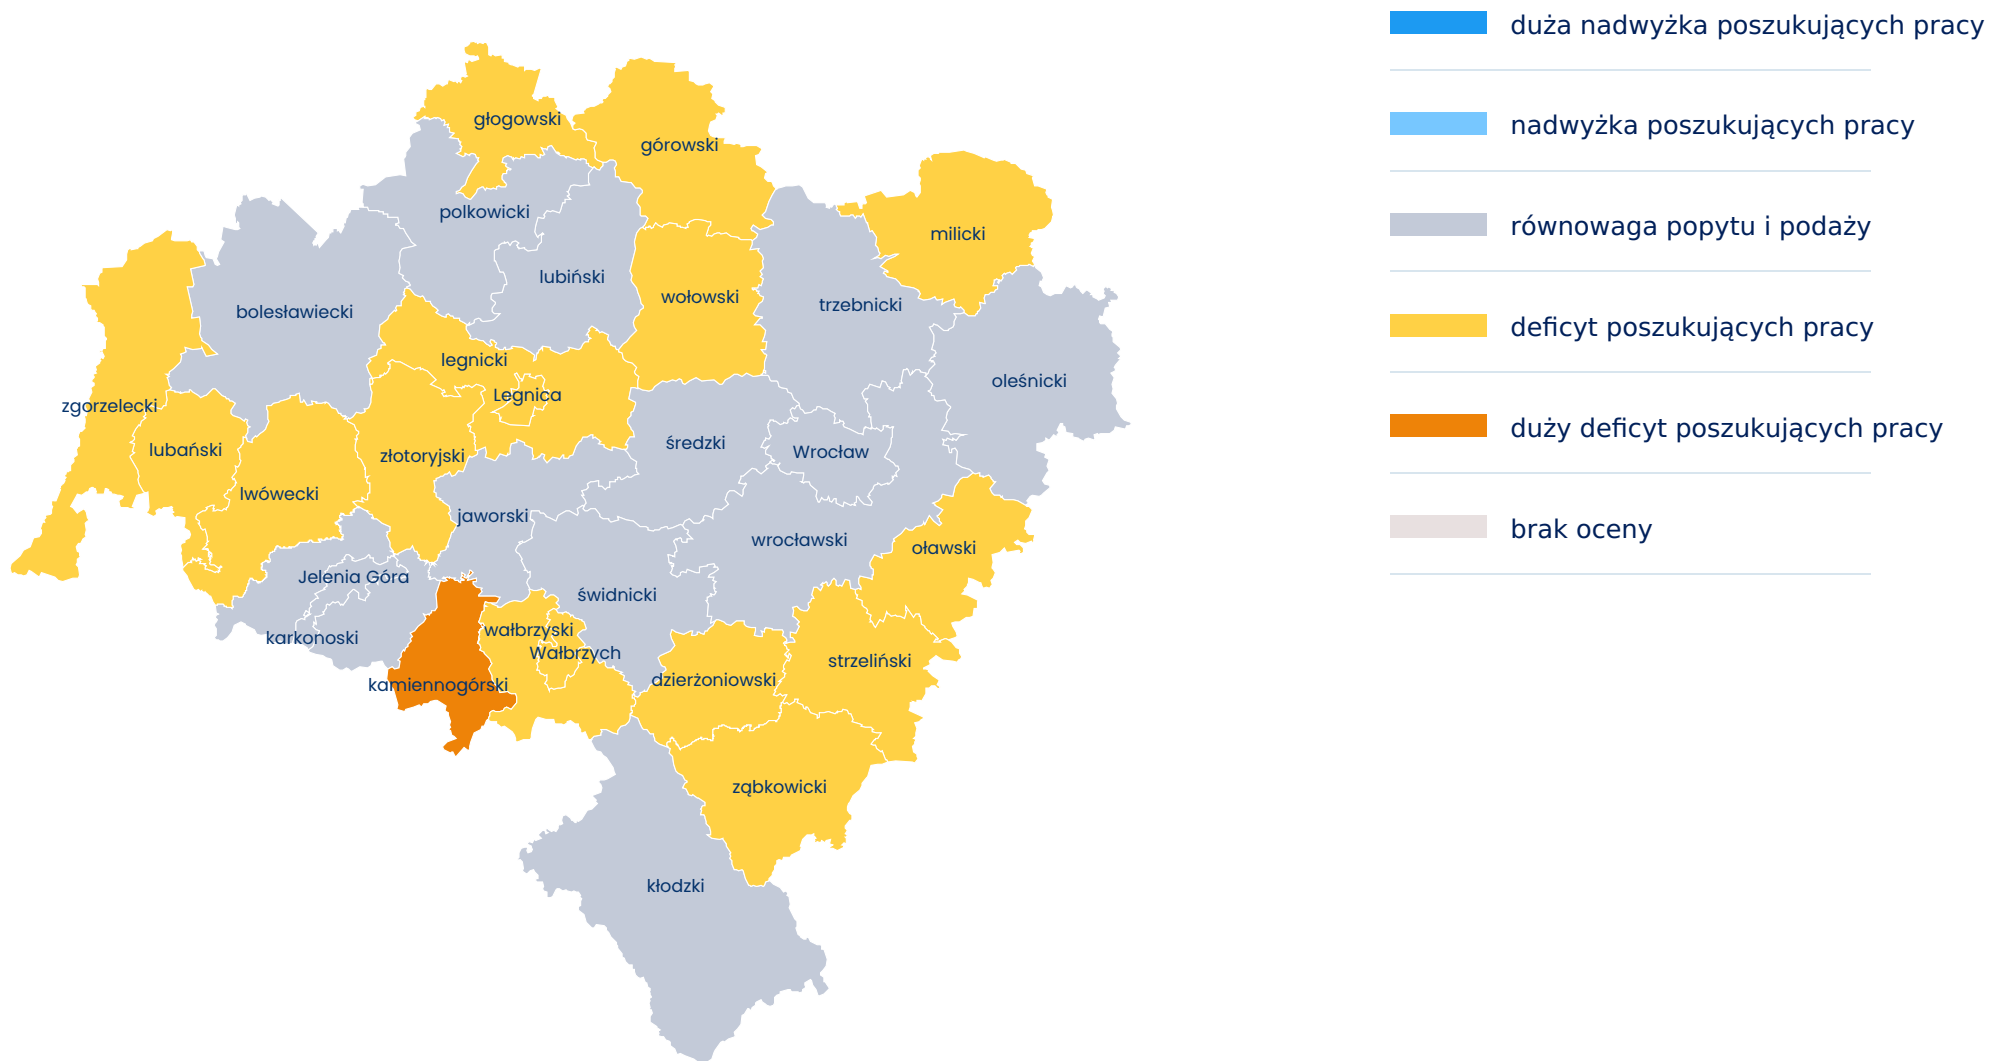 głogowski
górowski
polkowicki
milicki
lubiński
wołowski
trzebnicki
bolesławiecki
legnicki
Legnica
oleśnicki
zgorzelecki
lubański
złotoryjski
średzki
Wrocław
lwówecki
jaworski
wrocławski
oławski
Jelenia Góra
świdnicki
karkonoski
wałbrzyski
Wałbrzych
strzeliński
kamiennogórski
dzierżoniowski
ząbkowicki
kłodzki
duża nadwyżka poszukujących pracy
nadwyżka poszukujących pracy
równowaga popytu i podaży
deficyt poszukujących pracy
duży deficyt poszukujących pracy
brak oceny